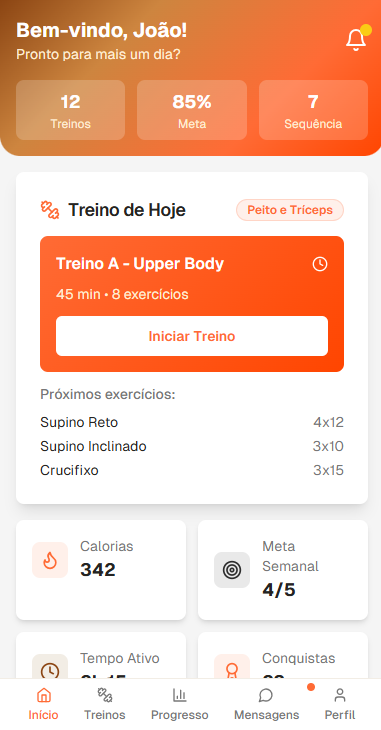 Bem-vindo, João!
Pronto para mais um dia?
12
Treinos
85%
Meta
7
Sequência
Treino de Hoje
Peito e Tríceps
Treino A - Upper Body
45 min • 8 exercícios
Iniciar Treino
Próximos exercícios:
Supino Reto 4x12
Supino Inclinado 3x10
Crucifixo 3x15
Calorias
342
Meta
Semanal
4/5
Tempo Ativo
Conquistas
Início
Treinos
Progresso
Mensagens
Perfil